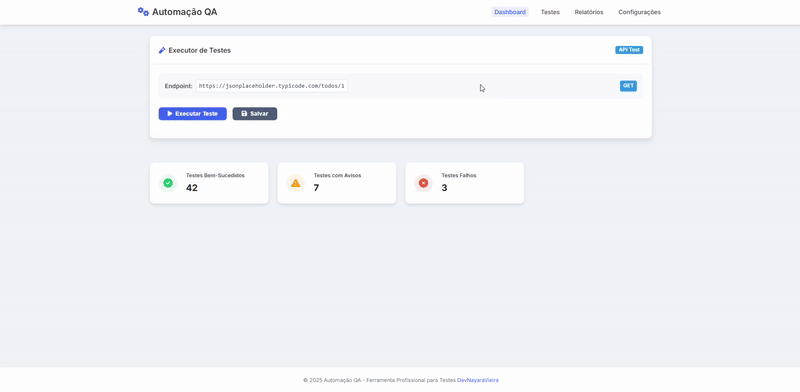 Automação QA
Dashboard Testes Relatórios Configurações
Executor de Testes
API Test
Endpoint: https://jsonplaceholder.typicode.com/todos/1
GET
Executar Teste
Salvar
Testes Bem-Sucedidos
42
Testes com Avisos
7
Testes Falhos
3
© 2025 Automação QA - Ferramenta Profissional para Testes DevNayaraVieira